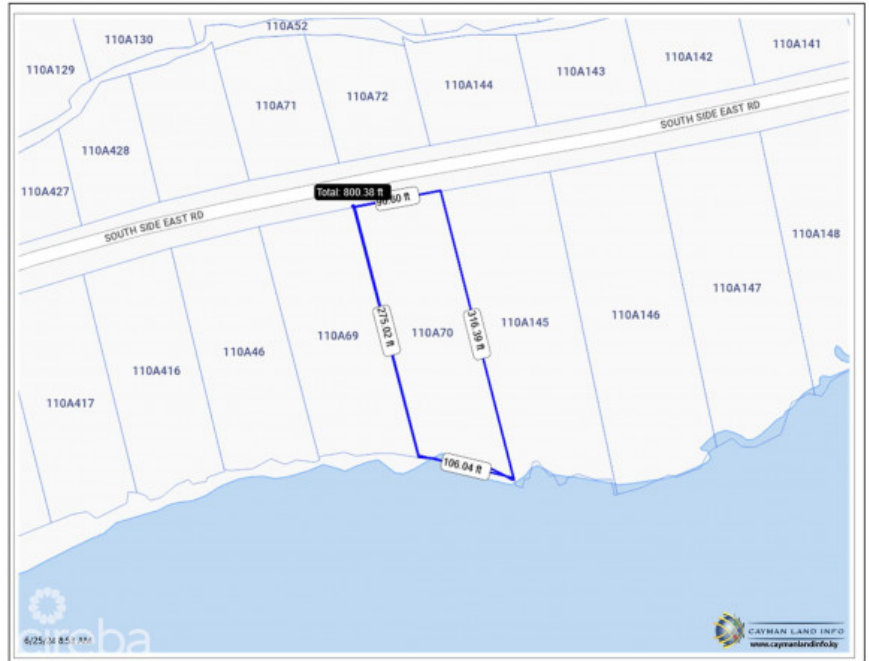 110A52
110A130
110A141
110A142
110A129
110A143
110A144
110A72
110A71
SOUTH SIDE EAST RD
110A428
110A427
Total: 800.38 ft
SOUTH SIDE EAST RD
110A148
110A147
110A146
275.02 ft
316.39 ft
110A145
110A69
110A70
110A46
110A416
110A417
106.04 ft
cireba
CAYMAN LAND INFO
www.caymanlandinfo.ky